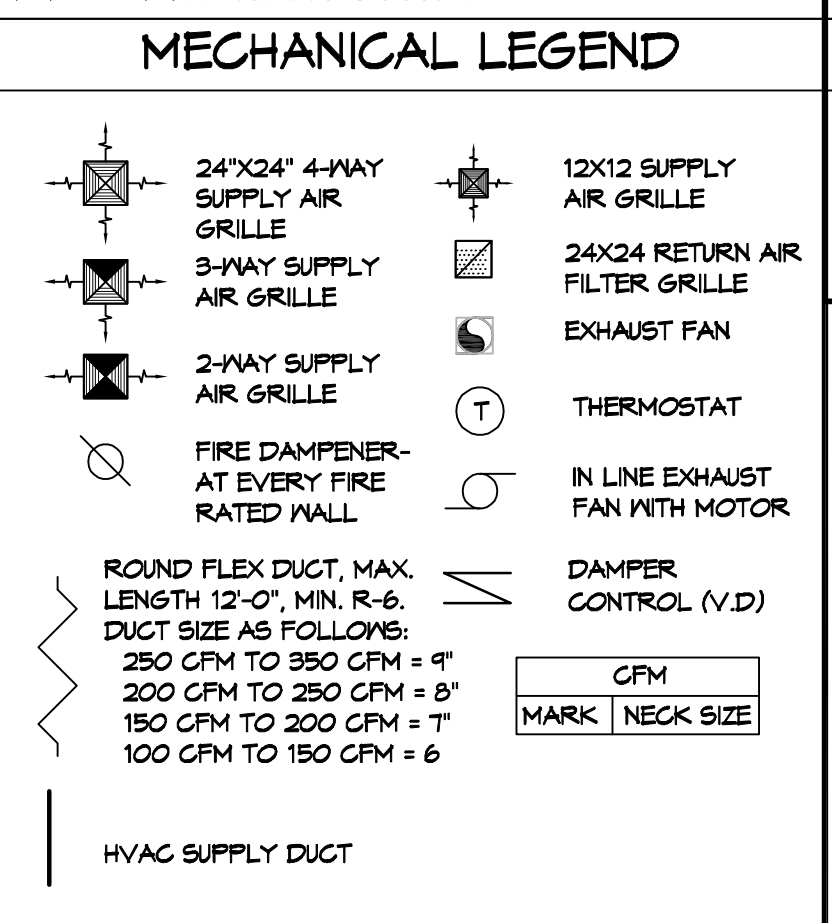 MECHANICAL LEGEND
24"X24" 4-WAY
SUPPLY AIR
GRILLE
3-WAY SUPPLY
AIR GRILLE
2-WAY SUPPLY
AIR GRILLE
FIRE DAMPENER-
AT EVERY FIRE
RATED WALL
ROUND FLEX DUCT, MAX.
LENGTH 12'-0", MIN. R-6.
DUCT SIZE AS FOLLOWS:
250 CFM TO 350 CFM = 9"
200 CFM TO 250 CFM = 8"
150 CFM TO 200 CFM = 7"
100 CFM TO 150 CFM = 6
HVAC SUPPLY DUCT
12X12 SUPPLY
AIR GRILLE
24X24 RETURN AIR
FILTER GRILLE
EXHAUST FAN
T THERMOSTAT
IN LINE EXHAUST
FAN WITH MOTOR
DAMPER
CONTROL (V.D)
CFM
MARK NECK SIZE